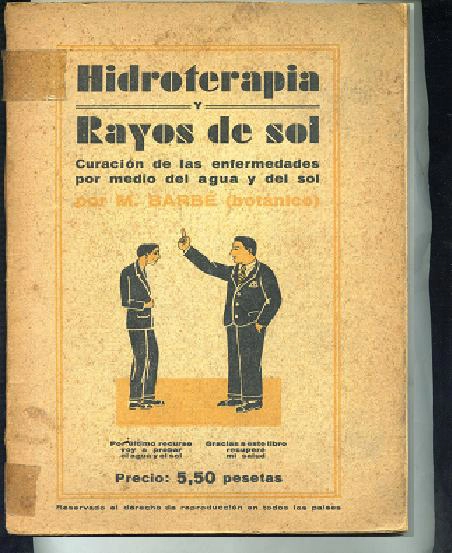 Hidroterapia
Y
Rayos de sol
Curación de las enfermedades
por medio del agua y del sol
por M. BARBÉ (botánico)
Por último recurso
voy a probar
el agua y el sol
Gracias a este libro
recuperé
mi salud
Precio: 5,50 pesetas
Reservado el derecho de reproducción en todos los países